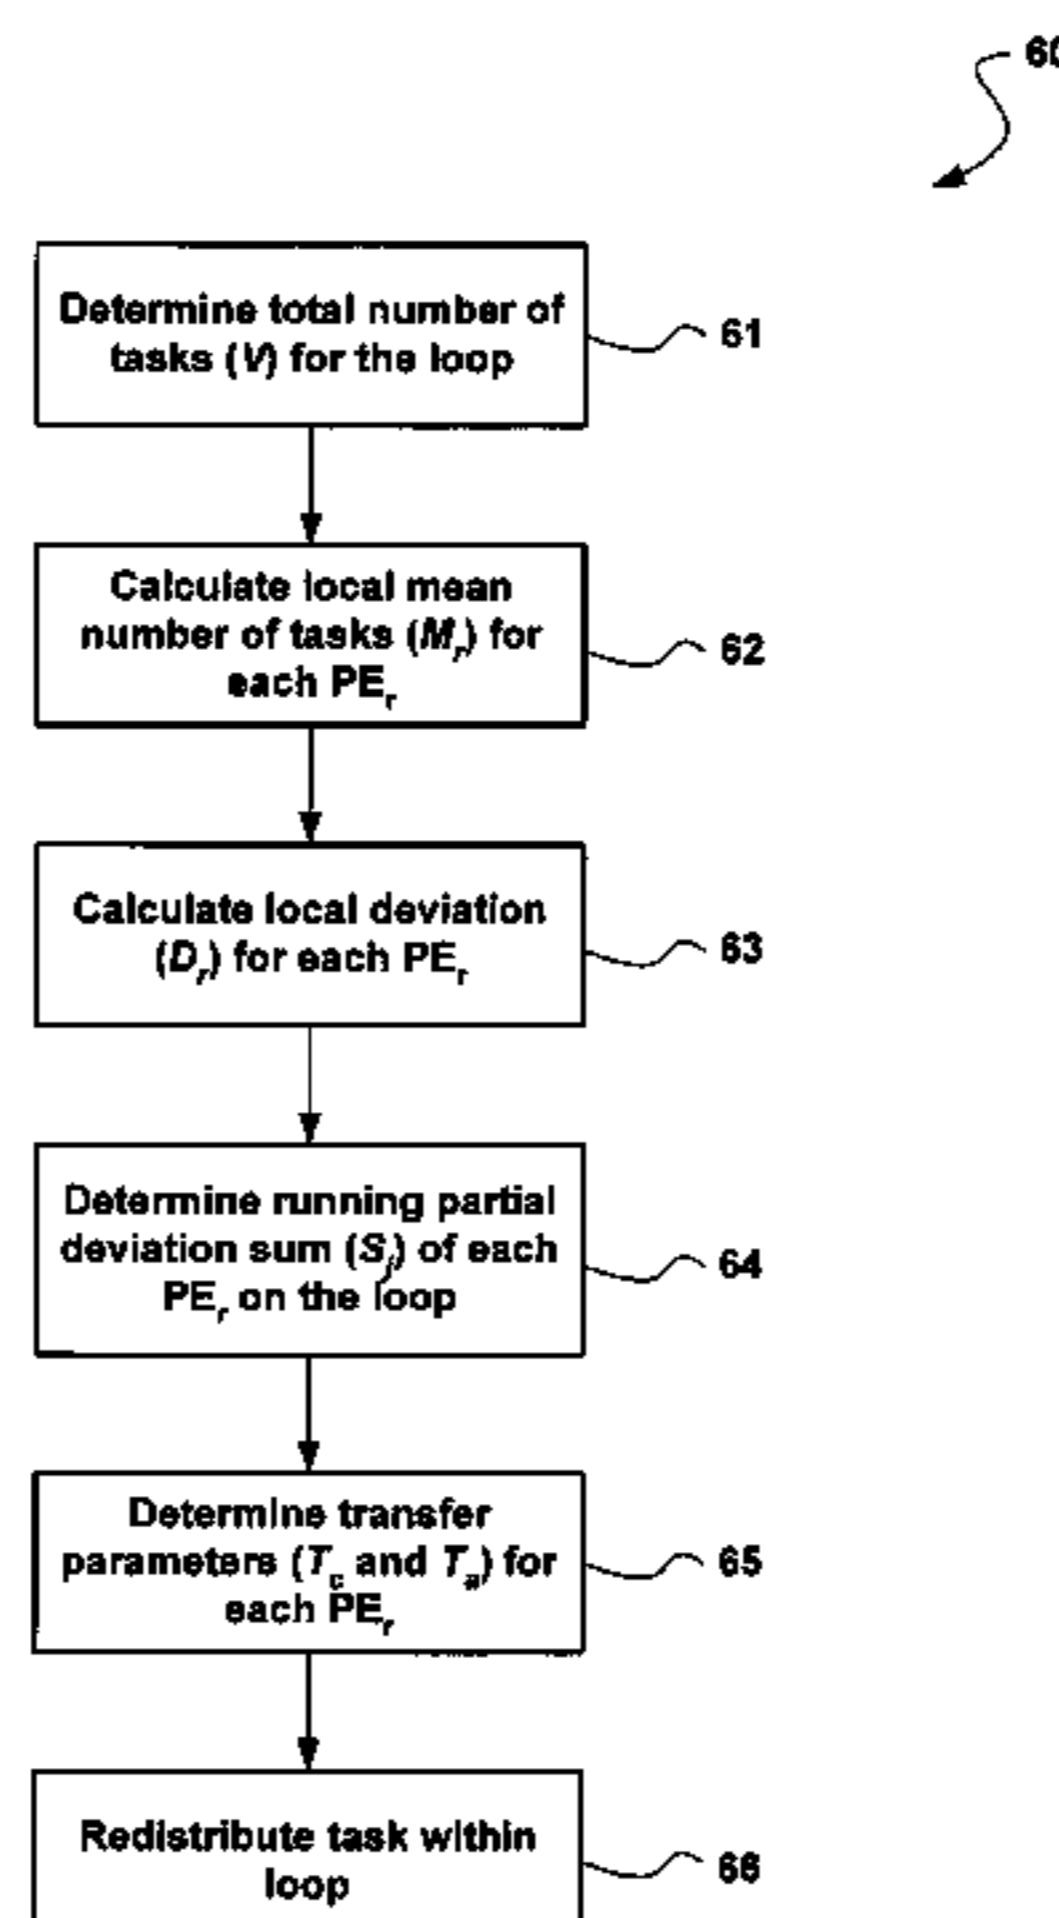 60
Determine total number of
tasks (V) for the loop
61
Calculate local mean
number of tasks (Mr) for
each PEr
62
Calculate local deviation
(Dr) for each PEr
63
Determine running partial
deviation sum (Sj) of each
PEr on the loop
64
Determine transfer
parameters (Tc and Ta) for
each PEr
65
Redistribute task within
loop
66